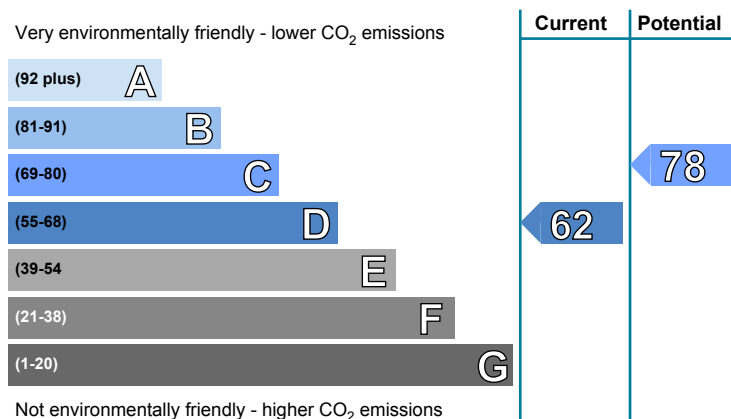 Current Potential
Very environmentally friendly - lower CO2 emissions
(92 plus) A
(81-91) B
(69-80) C
78
(55-68) D
62
(39-54 E
(21-38) F
(1-20) G
Not environmentally friendly - higher CO2 emissions